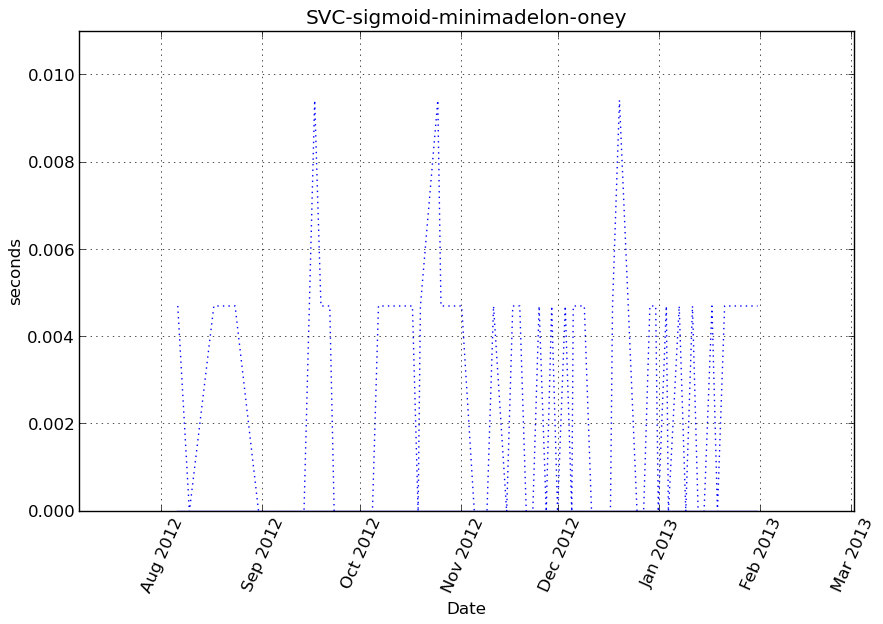 SVC-sigmoid-minimadelon-oney
seconds
0.010
0.008
0.006
0.004
0.002
0.000
Aug 2012
Sep 2012
Oct 2012
Nov 2012
Dec 2012
Jan 2013
Feb 2013
Mar 2013
Date